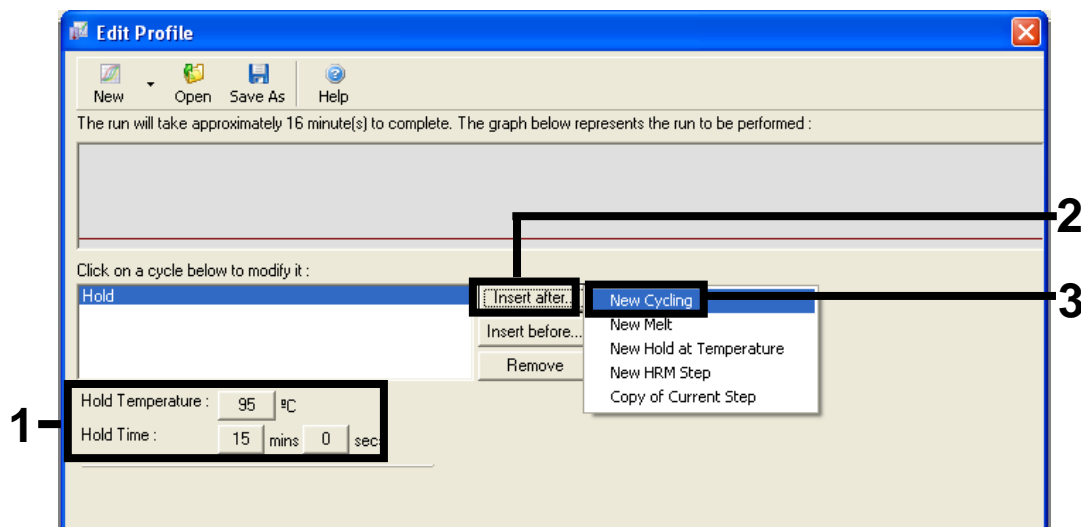 Edit Profile
New Open Save As Help
The run will take approximately 16 minute(s) to complete. The graph below represents the run to be performed :
2
Click on a cycle below to modify it :
Hold Insert after... New Cycling 3
New Melt
Insert before...
New Hold at Temperature
Remove New HRM Step
Copy of Current Step
1
Hold Temperature : 95 ºC
Hold Time : 15 mins 0 sec